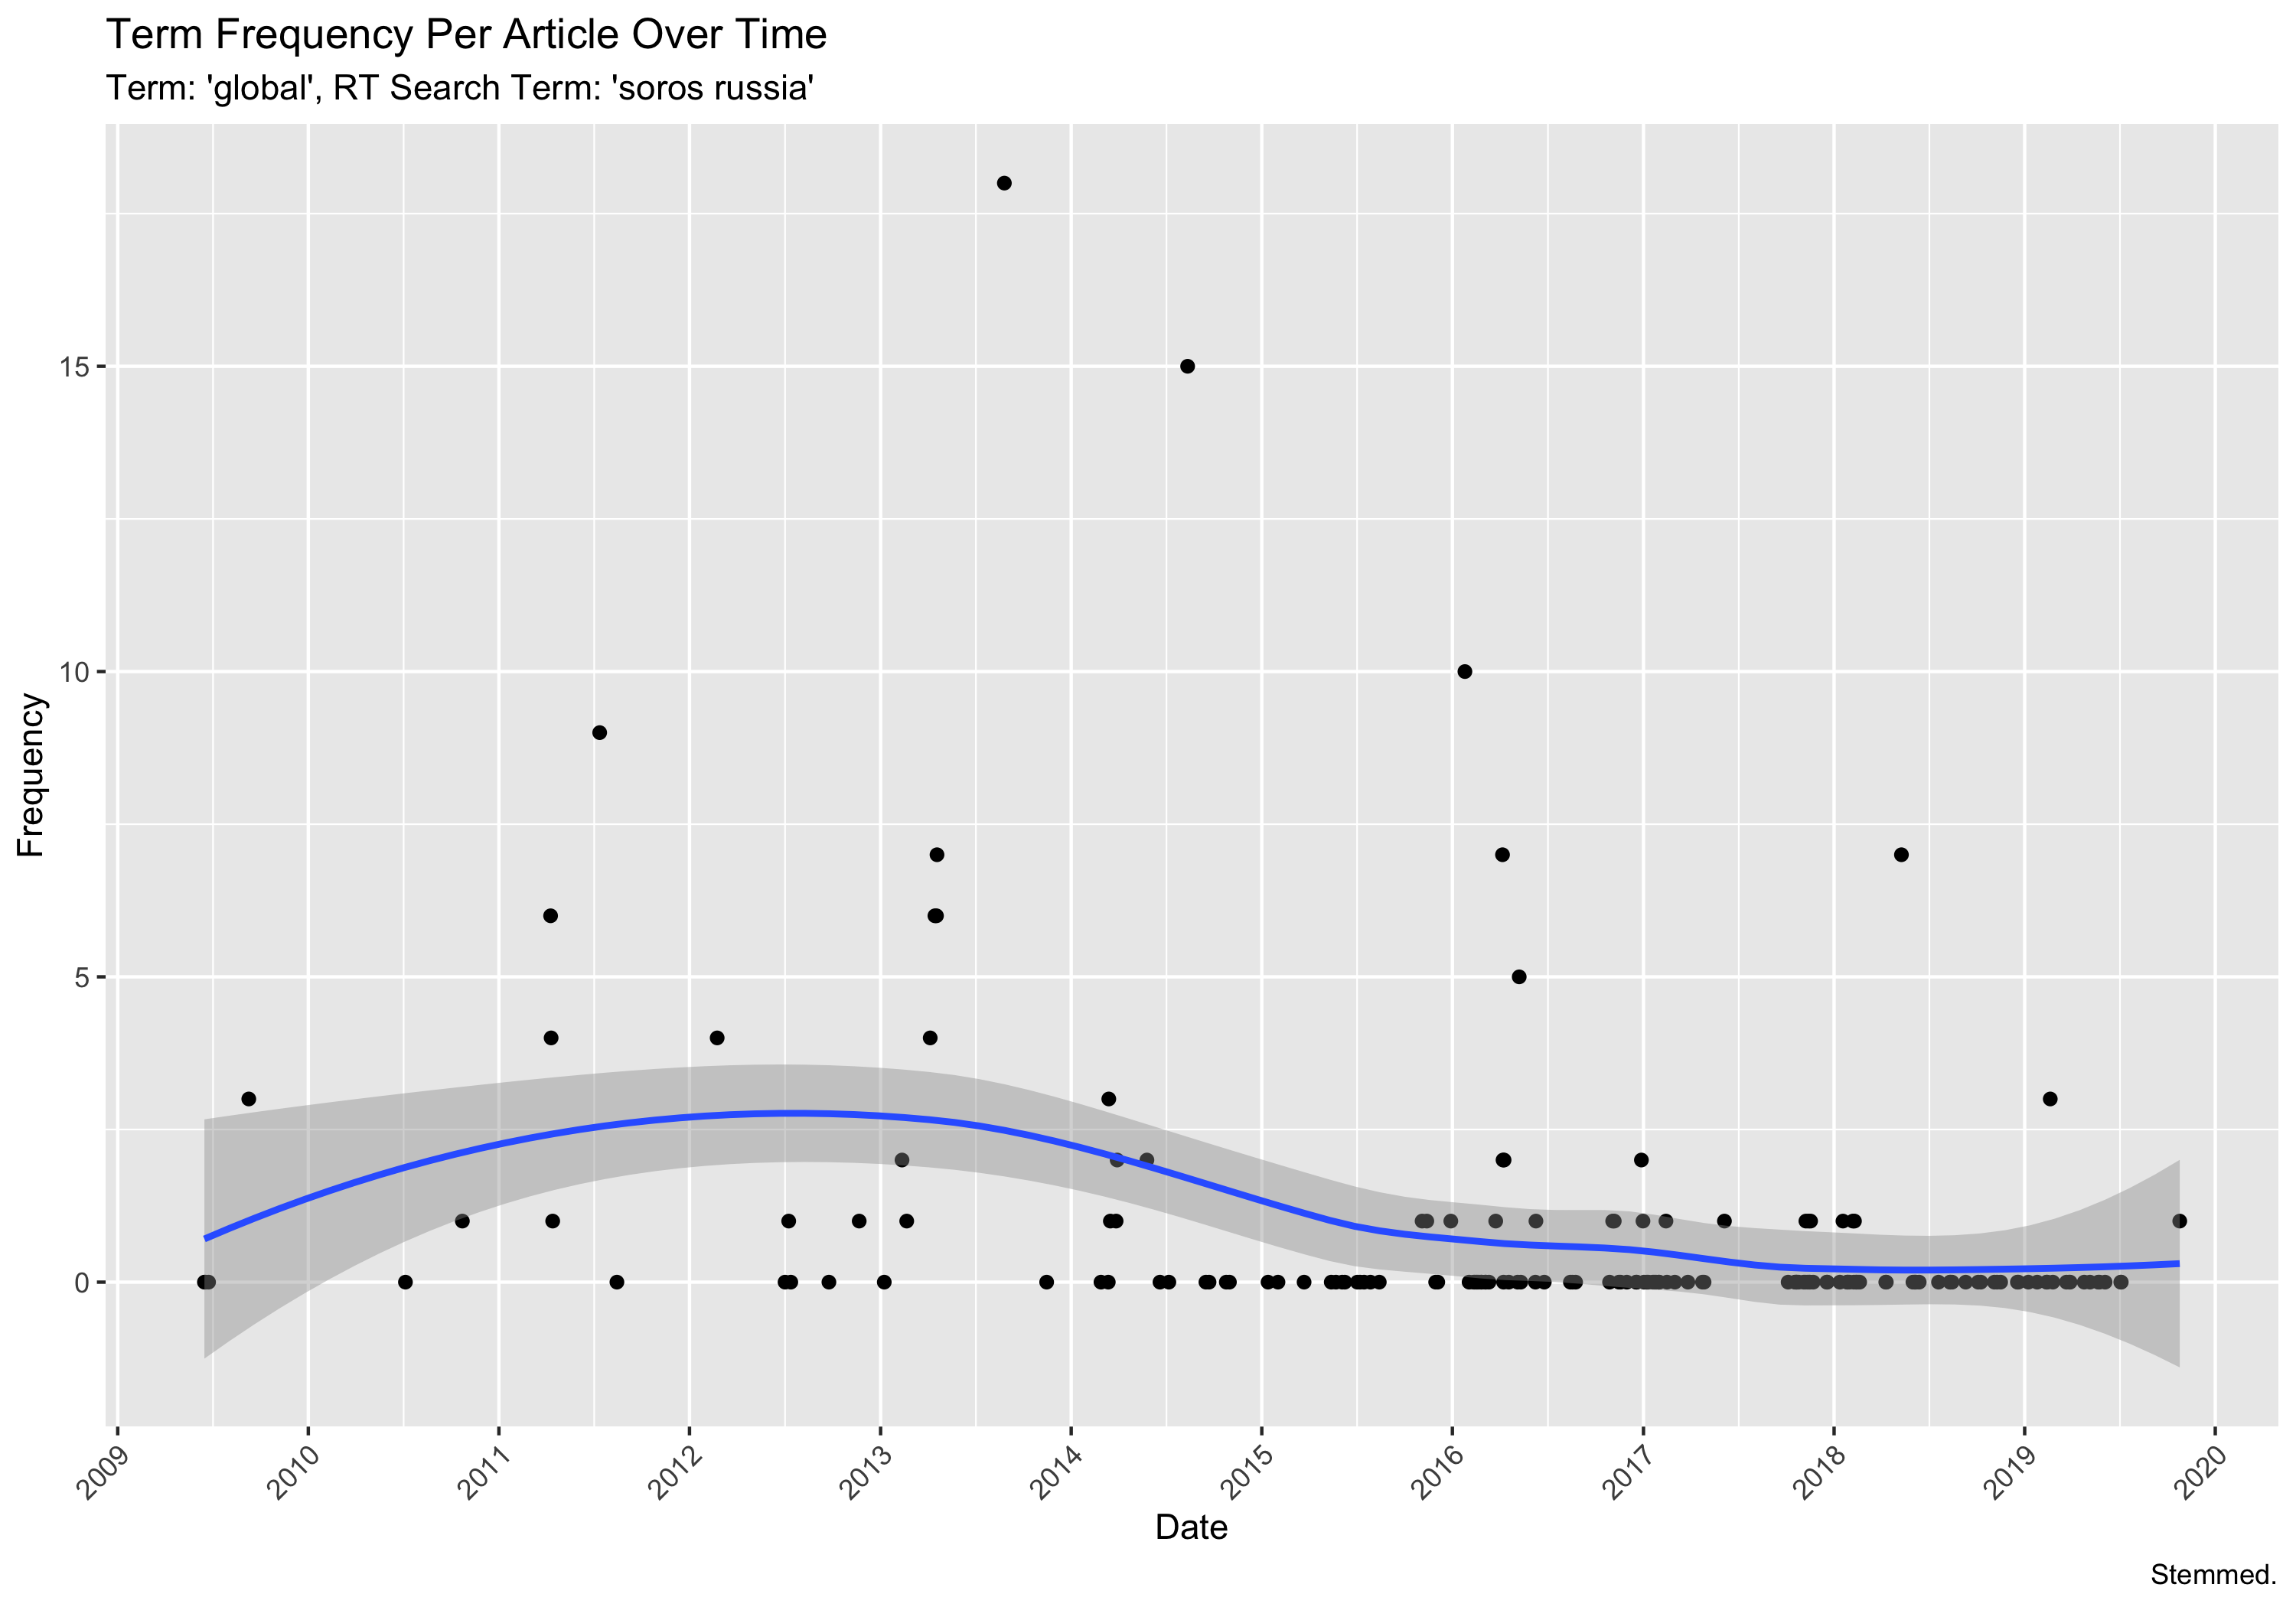 Term Frequency Per Article Over Time
Term: 'global', RT Search Term: 'soros russia'
Frequency
15
10
5
0
2009 2010 2011 2012 2013 2014 2015 2016 2017 2018 2019 2020
Date
Stemmed.